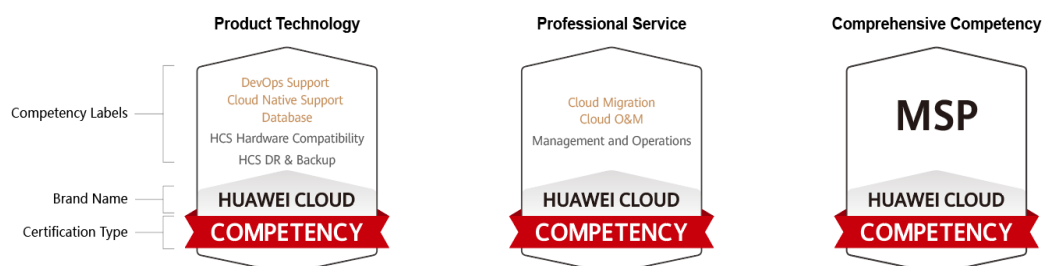 Product Technology
Professional Service
Comprehensive Competency
Competency Labels
DevOps Support
Cloud Native Support
Database
HCS Hardware Compatibility
HCS DR & Backup
Cloud Migration
Cloud O&M
Management and Operations
MSP
Brand Name
HUAWEI CLOUD
HUAWEI CLOUD
HUAWEI CLOUD
Certification Type
COMPETENCY
COMPETENCY
COMPETENCY